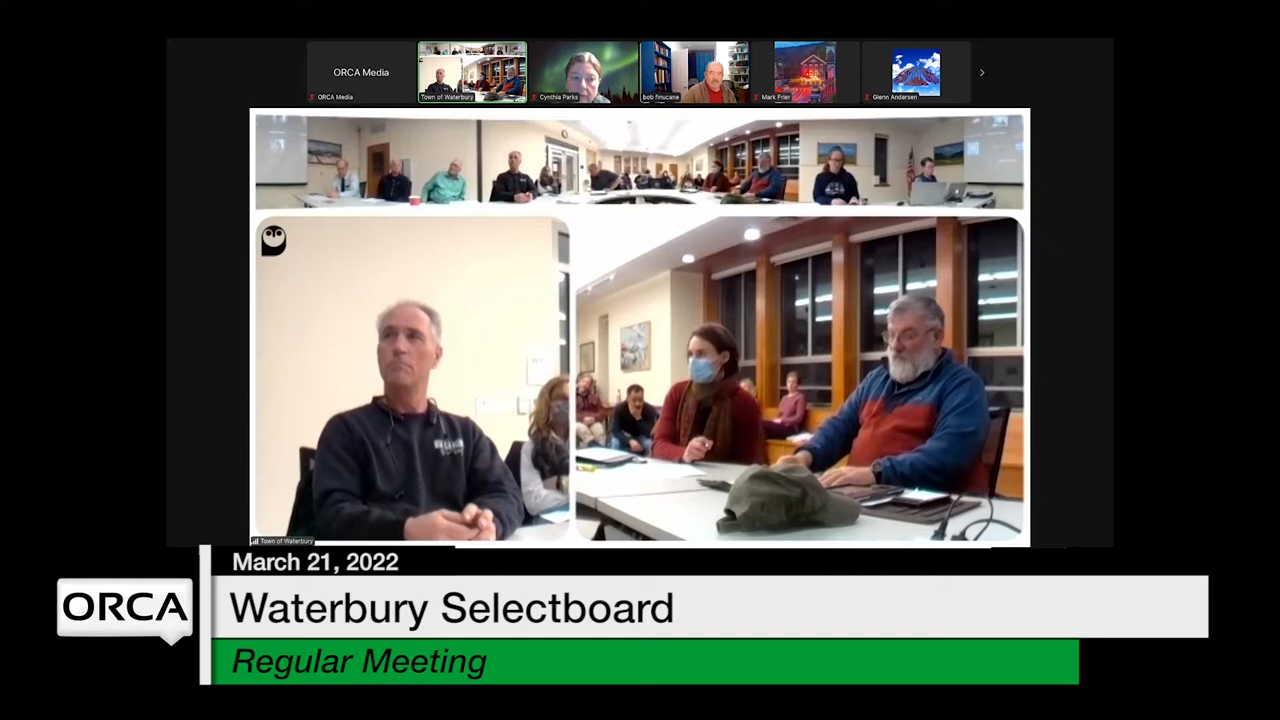 ORCA Media
ORCA Media
Town of Waterbury
Cynthia Parks
bob finucane
Mark Frier
Glenn Andersen
Town of Waterbury
March 21, 2022
ORCA
Waterbury Selectboard
Regular Meeting